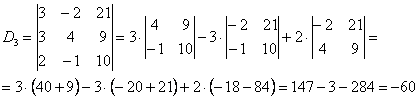 D₃ = |3 −2 21; 3 4 9; 2 −1 10| = 3·|4 9; −1 10| − 3·|−2 21; −1 10| + 2·|−2 21; 4 9| =
= 3·(40+9) − 3·(−20+21) + 2·(−18−84) = 147 − 3 − 284 = −60